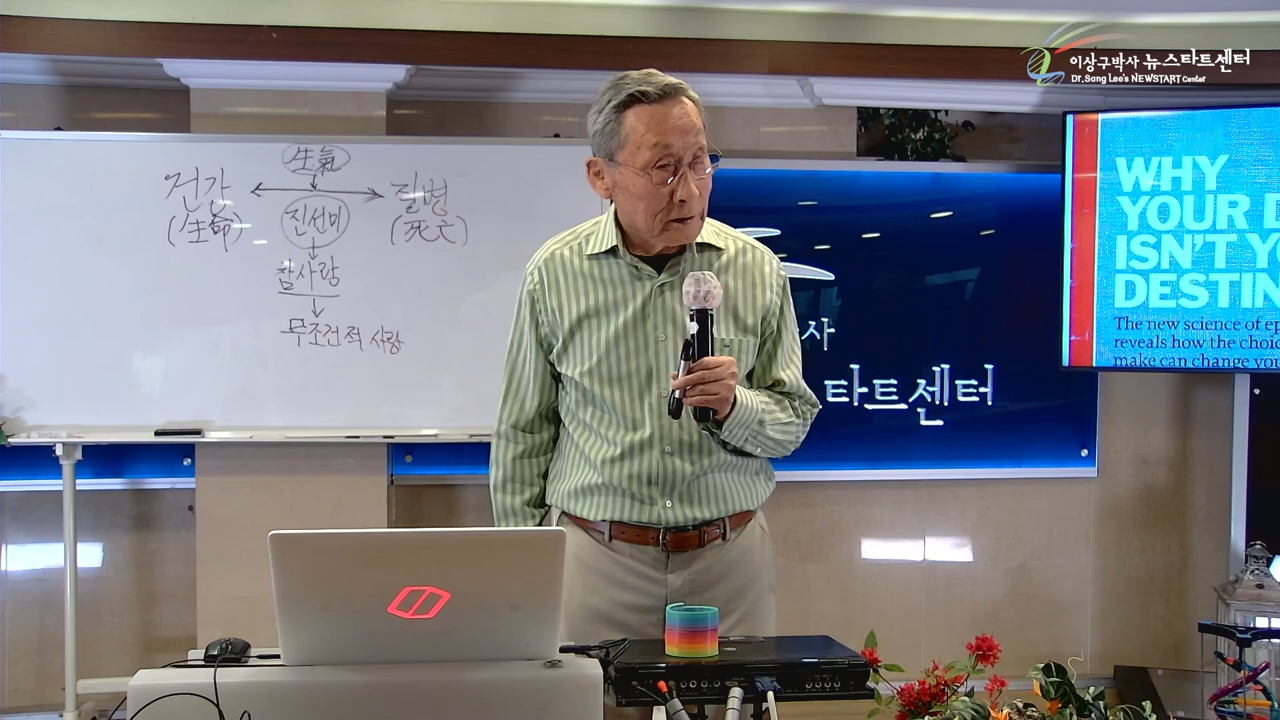 이상구박사 뉴스타트센터
Dr. Sang Lee's NEWSTART Center
生氣
건강
질병
(生命)
진선미
(死亡)
참사랑
무조건적 사랑
사
타트센터
WHY
YOUR
ISN'T
DESTIN
The new science of ep
reveals how the choic
make can change you